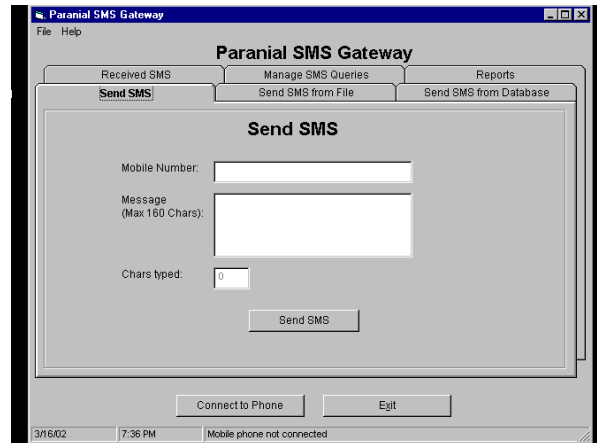 Paranial SMS Gateway
File Help
Paranial SMS Gateway
Received SMS Manage SMS Queries Reports
Send SMS Send SMS from File Send SMS from Database
Send SMS
Mobile Number:
Message
(Max 160 Chars):
Chars typed: 0
Send SMS
Connect to Phone Exit
3/16/02 7:36 PM Mobile phone not connected